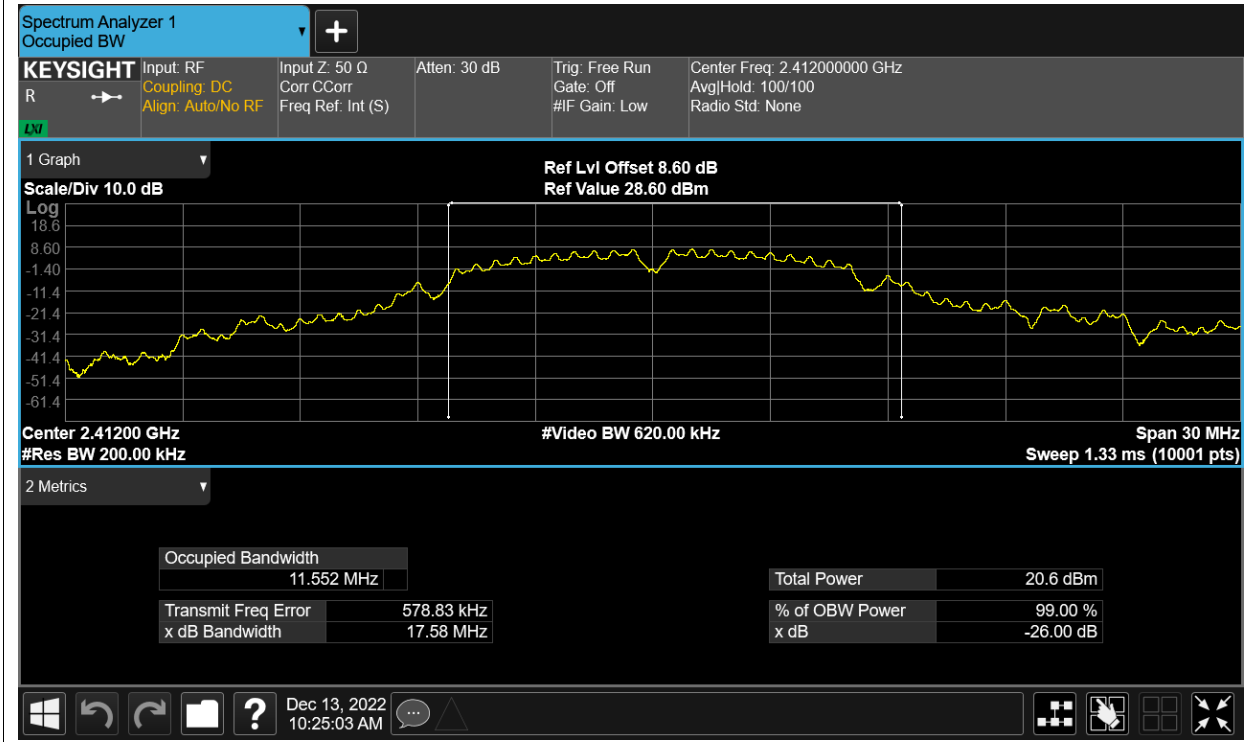 Spectrum Analyzer 1
Occupied BW
KEYSIGHT
R
LXI
Input: RF
Coupling: DC
Align: Auto/No RF
Input Z: 50 Ω
Corr CCorr
Freq Ref: Int (S)
Atten: 30 dB
Trig: Free Run
Gate: Off
#IF Gain: Low
Center Freq: 2.412000000 GHz
Avg|Hold: 100/100
Radio Std: None
1 Graph
Scale/Div 10.0 dB
Ref Lvl Offset 8.60 dB
Ref Value 28.60 dBm
Log
18.6
8.60
-1.40
-11.4
-21.4
-31.4
-41.4
-51.4
-61.4
Center 2.41200 GHz
#Video BW 620.00 kHz
Span 30 MHz
#Res BW 200.00 kHz
Sweep 1.33 ms (10001 pts)
2 Metrics
Occupied Bandwidth
11.552 MHz
Total Power 20.6 dBm
Transmit Freq Error 578.83 kHz
% of OBW Power 99.00 %
x dB Bandwidth 17.58 MHz
x dB -26.00 dB
?
Dec 13, 2022
10:25:03 AM